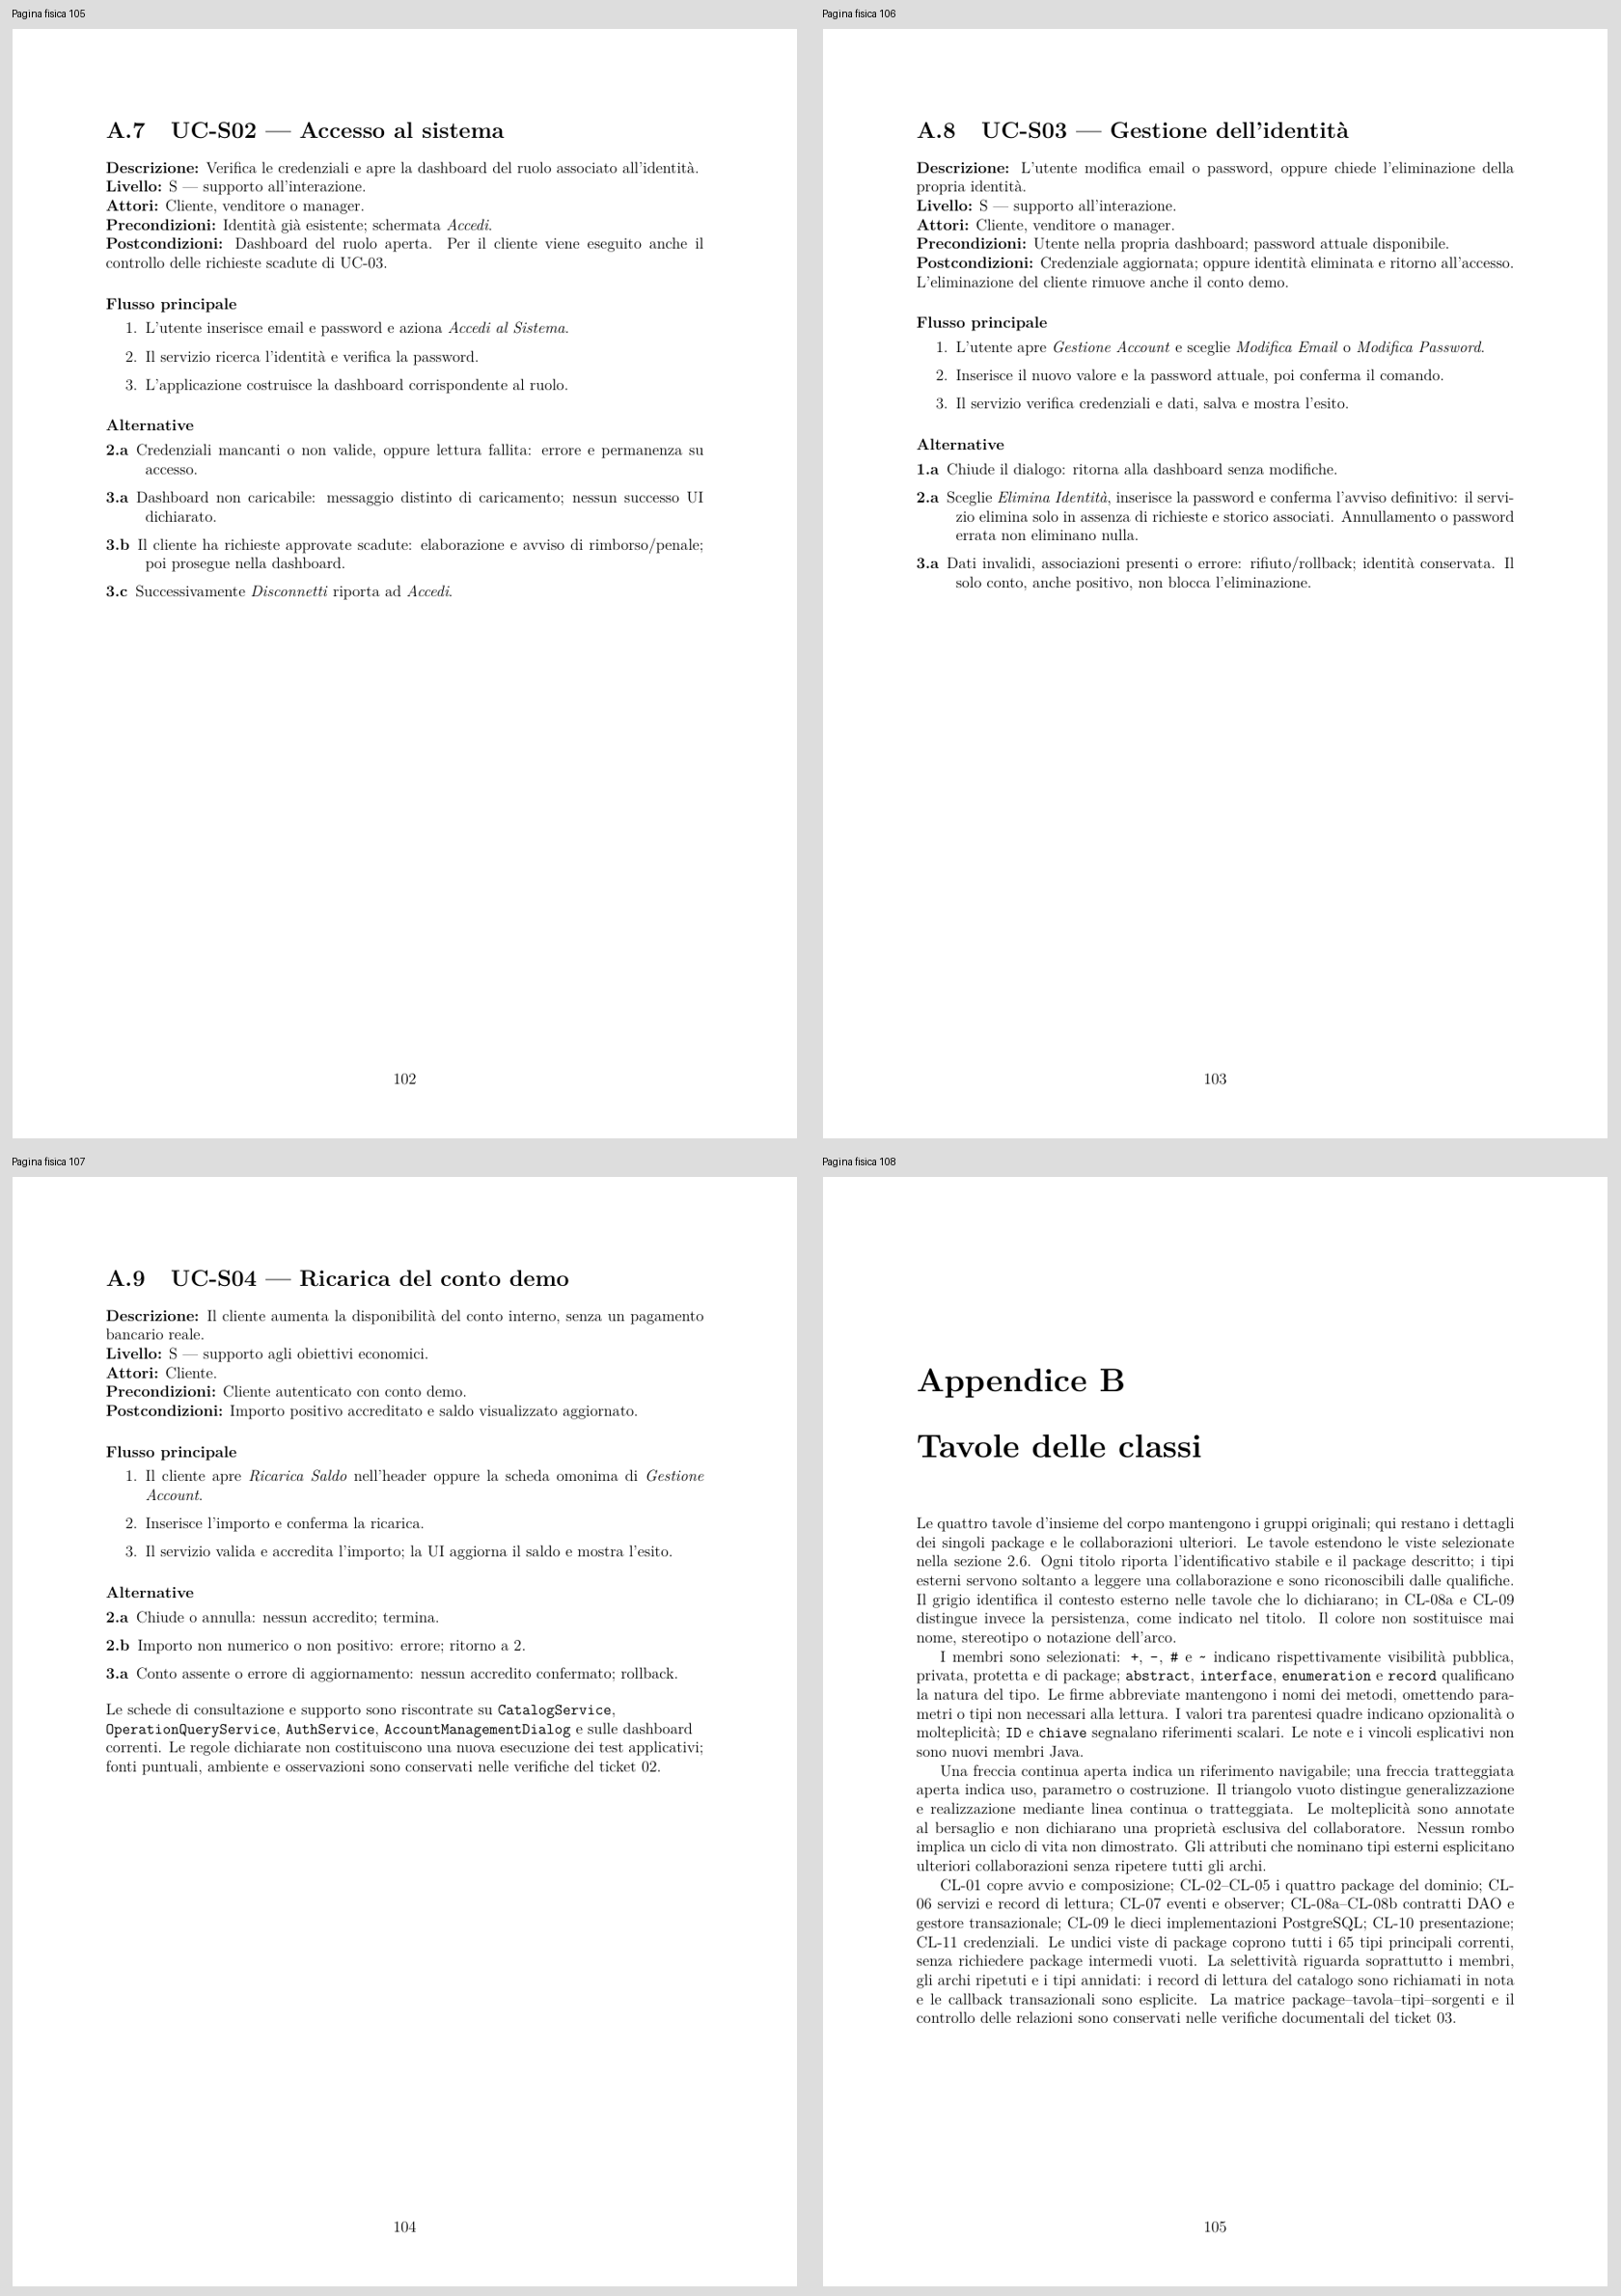 Pagina fisica 105
A.7 UC-S02 — Accesso al sistema
Descrizione: Verifica le credenziali e apre la dashboard del ruolo associato all'identità.
Livello: S — supporto all'interazione.
Attori: Cliente, venditore o manager.
Precondizioni: Identità già esistente; schermata Accedi.
Postcondizioni: Dashboard del ruolo aperta. Per il cliente viene eseguito anche il
controllo delle richieste scadute di UC-03.
Flusso principale
1. L'utente inserisce email e password e aziona Accedi al Sistema.
2. Il servizio ricerca l'identità e verifica la password.
3. L'applicazione costruisce la dashboard corrispondente al ruolo.
Alternative
2.a Credenziali mancanti o non valide, oppure lettura fallita: errore e permanenza su
accesso.
3.a Dashboard non caricabile: messaggio distinto di caricamento; nessun successo UI
dichiarato.
3.b Il cliente ha richieste approvate scadute: elaborazione e avviso di rimborso/penale;
poi prosegue nella dashboard.
3.c Successivamente Disconnetti riporta ad Accedi.
102
Pagina fisica 106
A.8 UC-S03 — Gestione dell'identità
Descrizione: L'utente modifica email o password, oppure chiede l'eliminazione della
propria identità.
Livello: S — supporto all'interazione.
Attori: Cliente, venditore o manager.
Precondizioni: Utente nella propria dashboard; password attuale disponibile.
Postcondizioni: Credenziale aggiornata; oppure identità eliminata e ritorno all'accesso.
L'eliminazione del cliente rimuove anche il conto demo.
Flusso principale
1. L'utente apre Gestione Account e sceglie Modifica Email o Modifica Password.
2. Inserisce il nuovo valore e la password attuale, poi conferma il comando.
3. Il servizio verifica credenziali e dati, salva e mostra l'esito.
Alternative
1.a Chiude il dialogo: ritorna alla dashboard senza modifiche.
2.a Sceglie Elimina Identità, inserisce la password e conferma l'avviso definitivo: il servi-
zio elimina solo in assenza di richieste e storico associati. Annullamento o password
errata non eliminano nulla.
3.a Dati invalidi, associazioni presenti o errore: rifiuto/rollback; identità conservata. Il
solo conto, anche positivo, non blocca l'eliminazione.
103
Pagina fisica 107
A.9 UC-S04 — Ricarica del conto demo
Descrizione: Il cliente aumenta la disponibilità del conto interno, senza un pagamento
bancario reale.
Livello: S — supporto agli obiettivi economici.
Attori: Cliente.
Precondizioni: Cliente autenticato con conto demo.
Postcondizioni: Importo positivo accreditato e saldo visualizzato aggiornato.
Flusso principale
1. Il cliente apre Ricarica Saldo nell'header oppure la scheda omonima di Gestione
Account.
2. Inserisce l'importo e conferma la ricarica.
3. Il servizio valida e accredita l'importo; la UI aggiorna il saldo e mostra l'esito.
Alternative
2.a Chiude o annulla: nessun accredito; termina.
2.b Importo non numerico o non positivo: errore; ritorno a 2.
3.a Conto assente o errore di aggiornamento: nessun accredito confermato; rollback.
Le schede di consultazione e supporto sono riscontrate su CatalogService,
OperationQueryService, AuthService, AccountManagementDialog e sulle dashboard
correnti. Le regole dichiarate non costituiscono una nuova esecuzione dei test applicativi;
fonti puntuali, ambiente e osservazioni sono conservati nelle verifiche del ticket 02.
104
Pagina fisica 108
Appendice B
Tavole delle classi
Le quattro tavole d'insieme del corpo mantengono i gruppi originali; qui restano i dettagli
dei singoli package e le collaborazioni ulteriori. Le tavole estendono le viste selezionate
nella sezione 2.6. Ogni titolo riporta l'identificativo stabile e il package descritto; i tipi
esterni servono soltanto a leggere una collaborazione e sono riconoscibili dalle qualifiche.
Il grigio identifica il contesto esterno nelle tavole che lo dichiarano; in CL-08a e CL-09
distingue invece la persistenza, come indicato nel titolo. Il colore non sostituisce mai
nome, stereotipo o notazione dell'arco.
I membri sono selezionati: +, -, # e ~ indicano rispettivamente visibilità pubblica,
privata, protetta e di package; abstract, interface, enumeration e record qualificano
la natura del tipo. Le firme abbreviate mantengono i nomi dei metodi, omettendo para-
metri o tipi non necessari alla lettura. I valori tra parentesi quadre indicano opzionalità o
molteplicità; ID e chiave segnalano riferimenti scalari. Le note e i vincoli esplicativi non
sono nuovi membri Java.
Una freccia continua aperta indica un riferimento navigabile; una freccia tratteggiata
aperta indica uso, parametro o costruzione. Il triangolo vuoto distingue generalizzazione
e realizzazione mediante linea continua o tratteggiata. Le molteplicità sono annotate
al bersaglio e non dichiarano una proprietà esclusiva del collaboratore. Nessun rombo
implica un ciclo di vita non dimostrato. Gli attributi che nominano tipi esterni esplicitano
ulteriori collaborazioni senza ripetere tutti gli archi.
CL-01 copre avvio e composizione; CL-02–CL-05 i quattro package del dominio; CL-
06 servizi e record di lettura; CL-07 eventi e observer; CL-08a–CL-08b contratti DAO e
gestore transazionale; CL-09 le dieci implementazioni PostgreSQL; CL-10 presentazione;
CL-11 credenziali. Le undici viste di package coprono tutti i 65 tipi principali correnti,
senza richiedere package intermedi vuoti. La selettività riguarda soprattutto i membri,
gli archi ripetuti e i tipi annidati: i record di lettura del catalogo sono richiamati in nota
e le callback transazionali sono esplicite. La matrice package–tavola–tipi–sorgenti e il
controllo delle relazioni sono conservati nelle verifiche documentali del ticket 03.
105